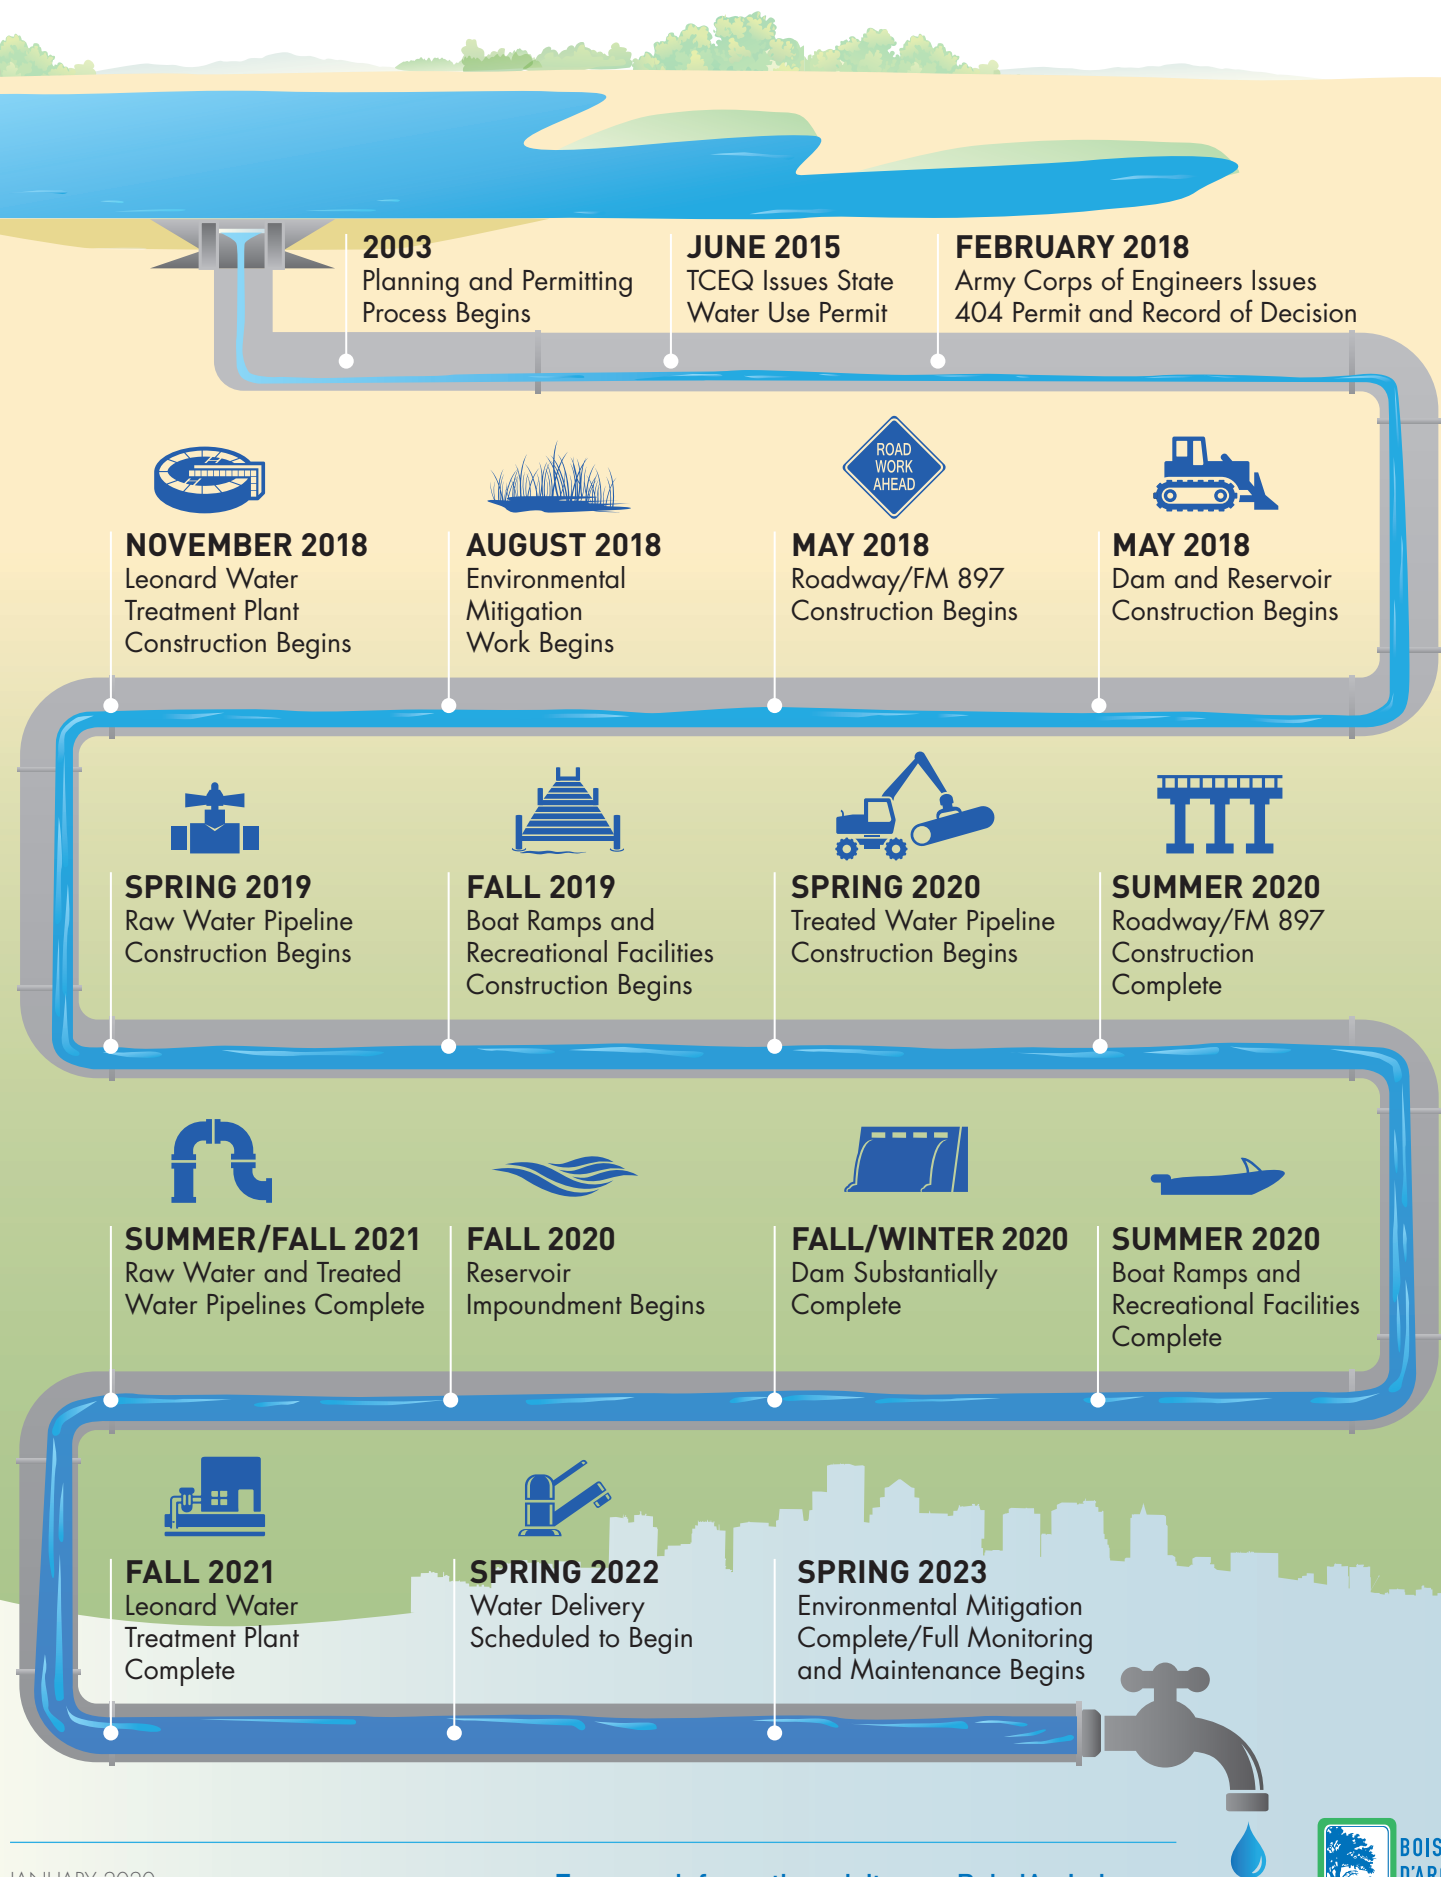 2003
Planning and Permitting
Process Begins
JUNE 2015
TCEQ Issues State
Water Use Permit
FEBRUARY 2018
Army Corps of Engineers Issues
404 Permit and Record of Decision
ROAD
WORK
AHEAD
NOVEMBER 2018
Leonard Water
Treatment Plant
Construction Begins
AUGUST 2018
Environmental
Mitigation
Work Begins
MAY 2018
Roadway/FM 897
Construction Begins
MAY 2018
Dam and Reservoir
Construction Begins
SPRING 2019
Raw Water Pipeline
Construction Begins
FALL 2019
Boat Ramps and
Recreational Facilities
Construction Begins
SPRING 2020
Treated Water Pipeline
Construction Begins
SUMMER 2020
Roadway/FM 897
Construction
Complete
SUMMER/FALL 2021
Raw Water and Treated
Water Pipelines Complete
FALL 2020
Reservoir
Impoundment Begins
FALL/WINTER 2020
Dam Substantially
Complete
SUMMER 2020
Boat Ramps and
Recreational Facilities
Complete
FALL 2021
Leonard Water
Treatment Plant
Complete
SPRING 2022
Water Delivery
Scheduled to Begin
SPRING 2023
Environmental Mitigation
Complete/Full Monitoring
and Maintenance Begins
BOIS
D'AR
JANUARY 2020